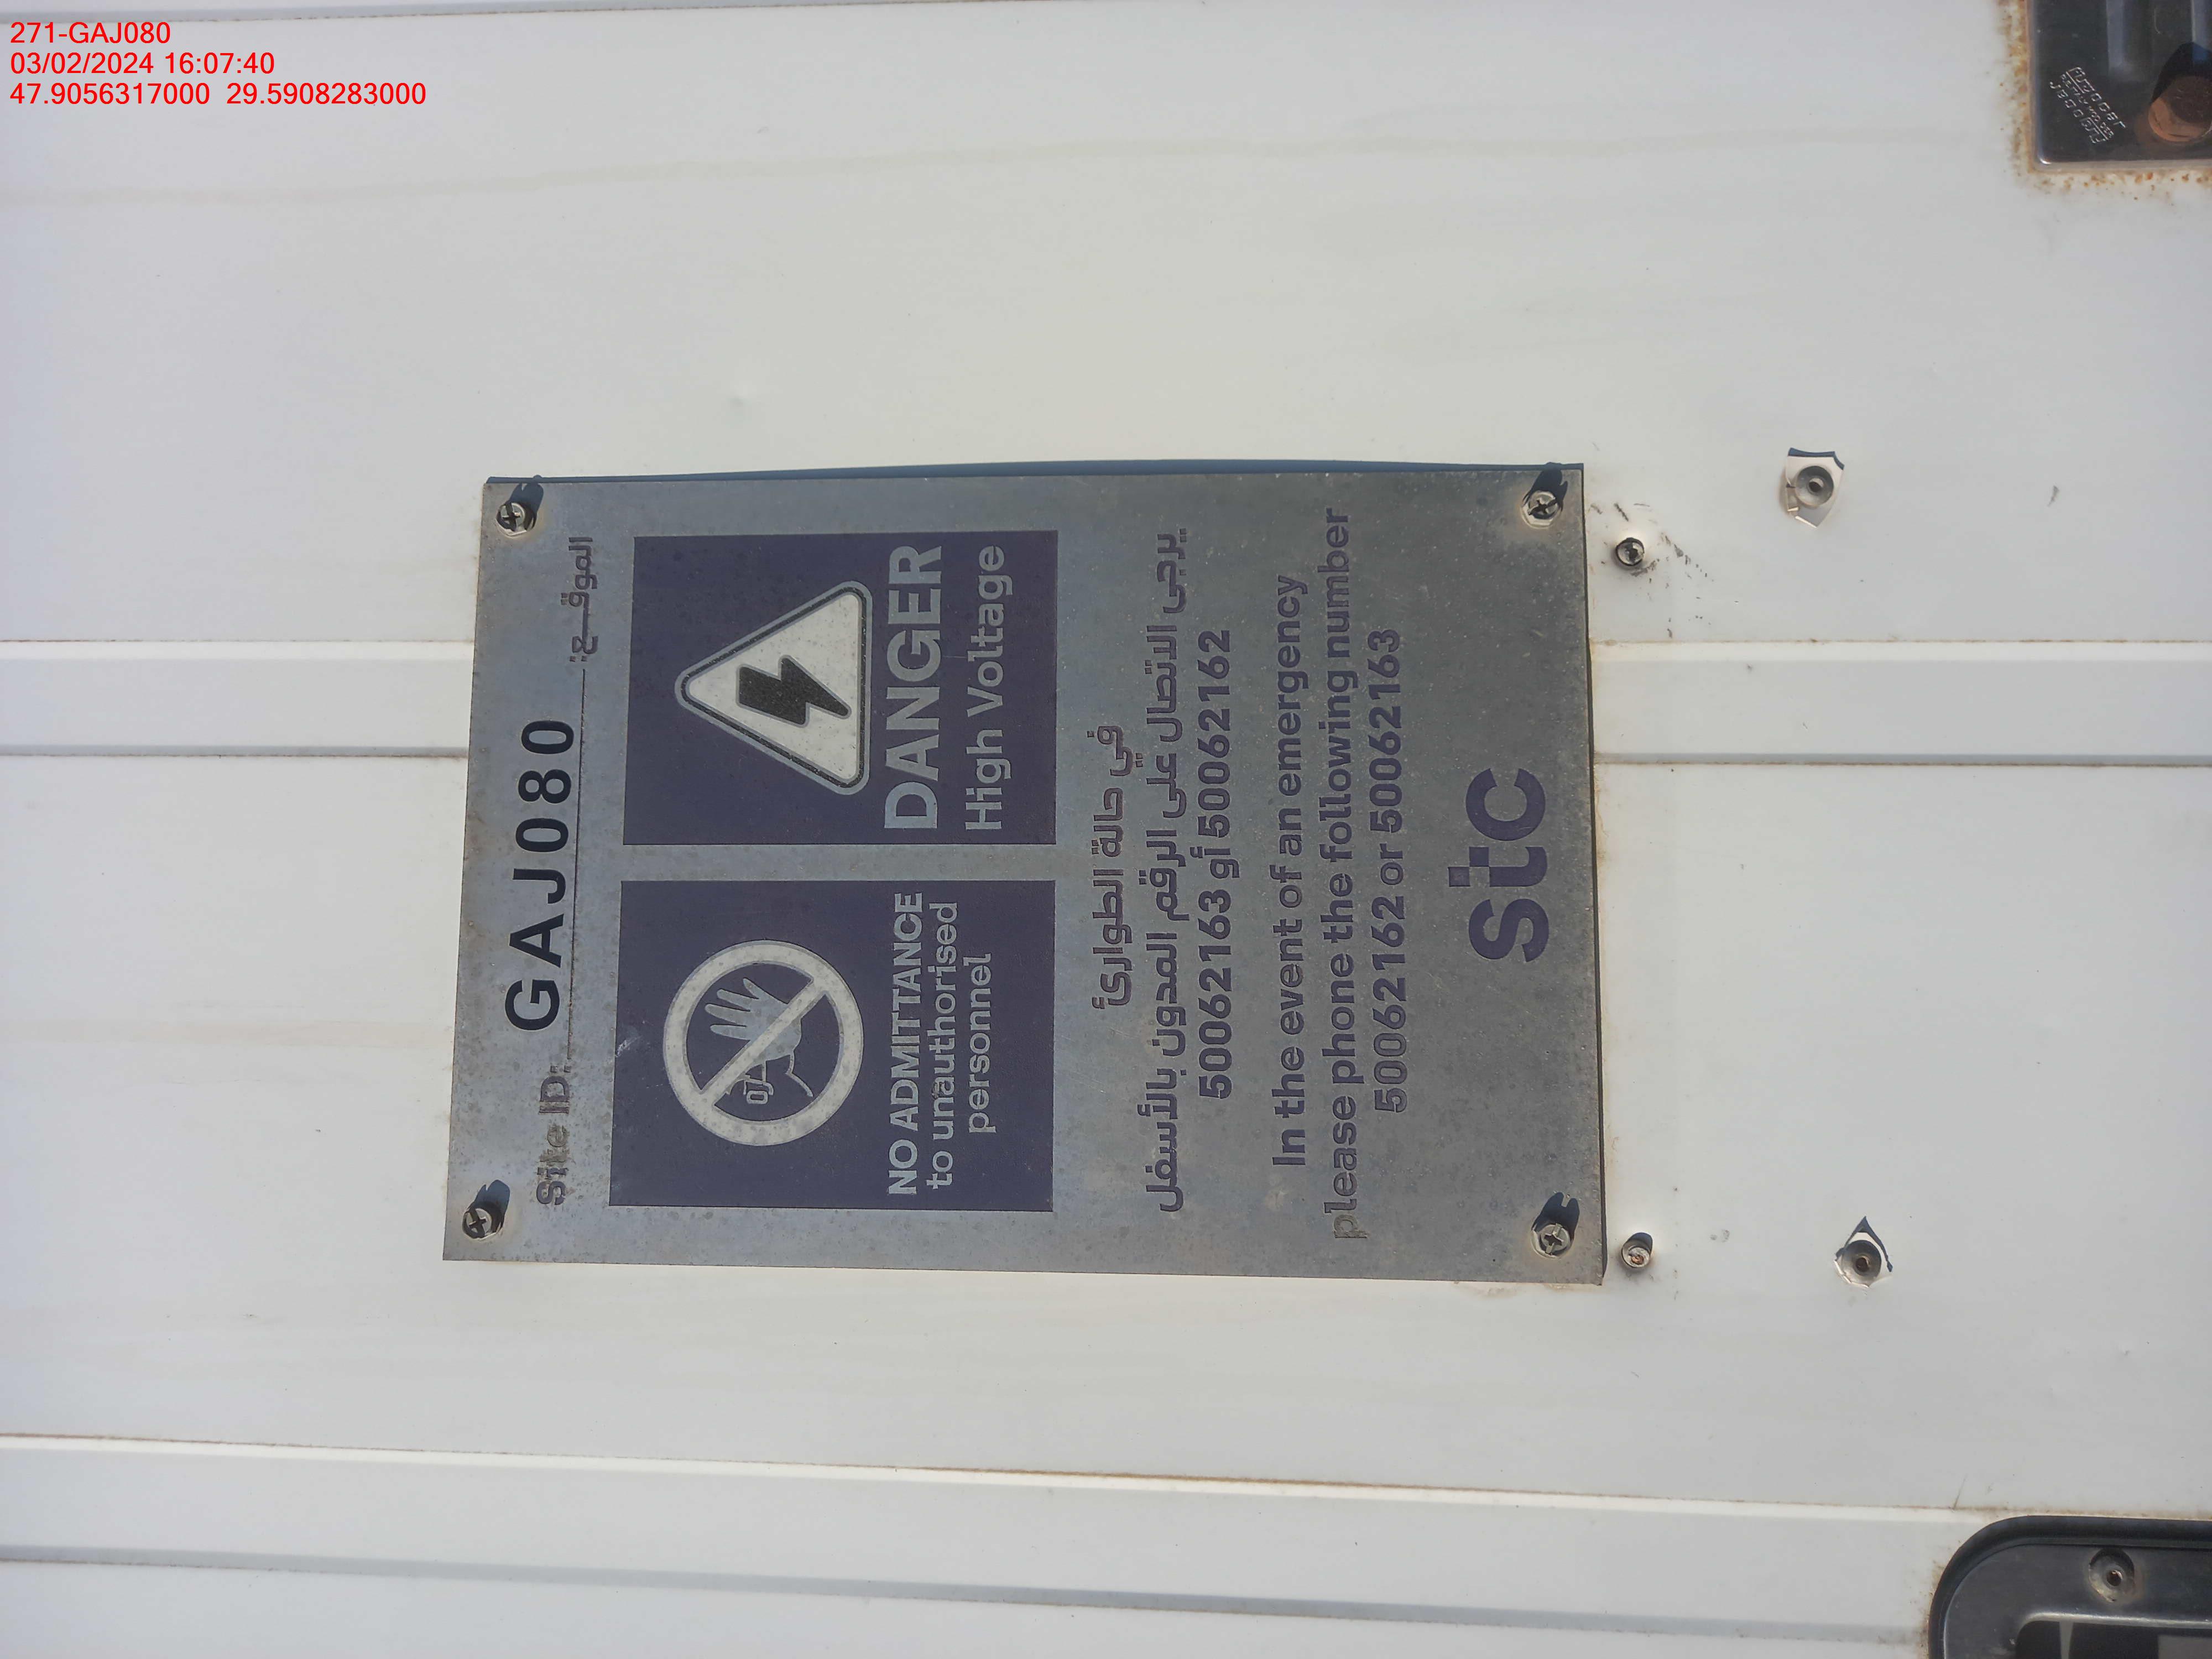 271-GAJ080
03/02/2024 16:07:40
47.9056317000 29.5908283000
Site ID: GAJ080 الموقـــع:
NO ADMITTANCE
to unauthorised
personnel
DANGER
High Voltage
في حالة الطوارئ
يرجى الاتصال على الرقم المدون بالأسفل
50062163 أو 50062162
In the event of an emergency
please phone the following number
50062162 or 50062163
stc